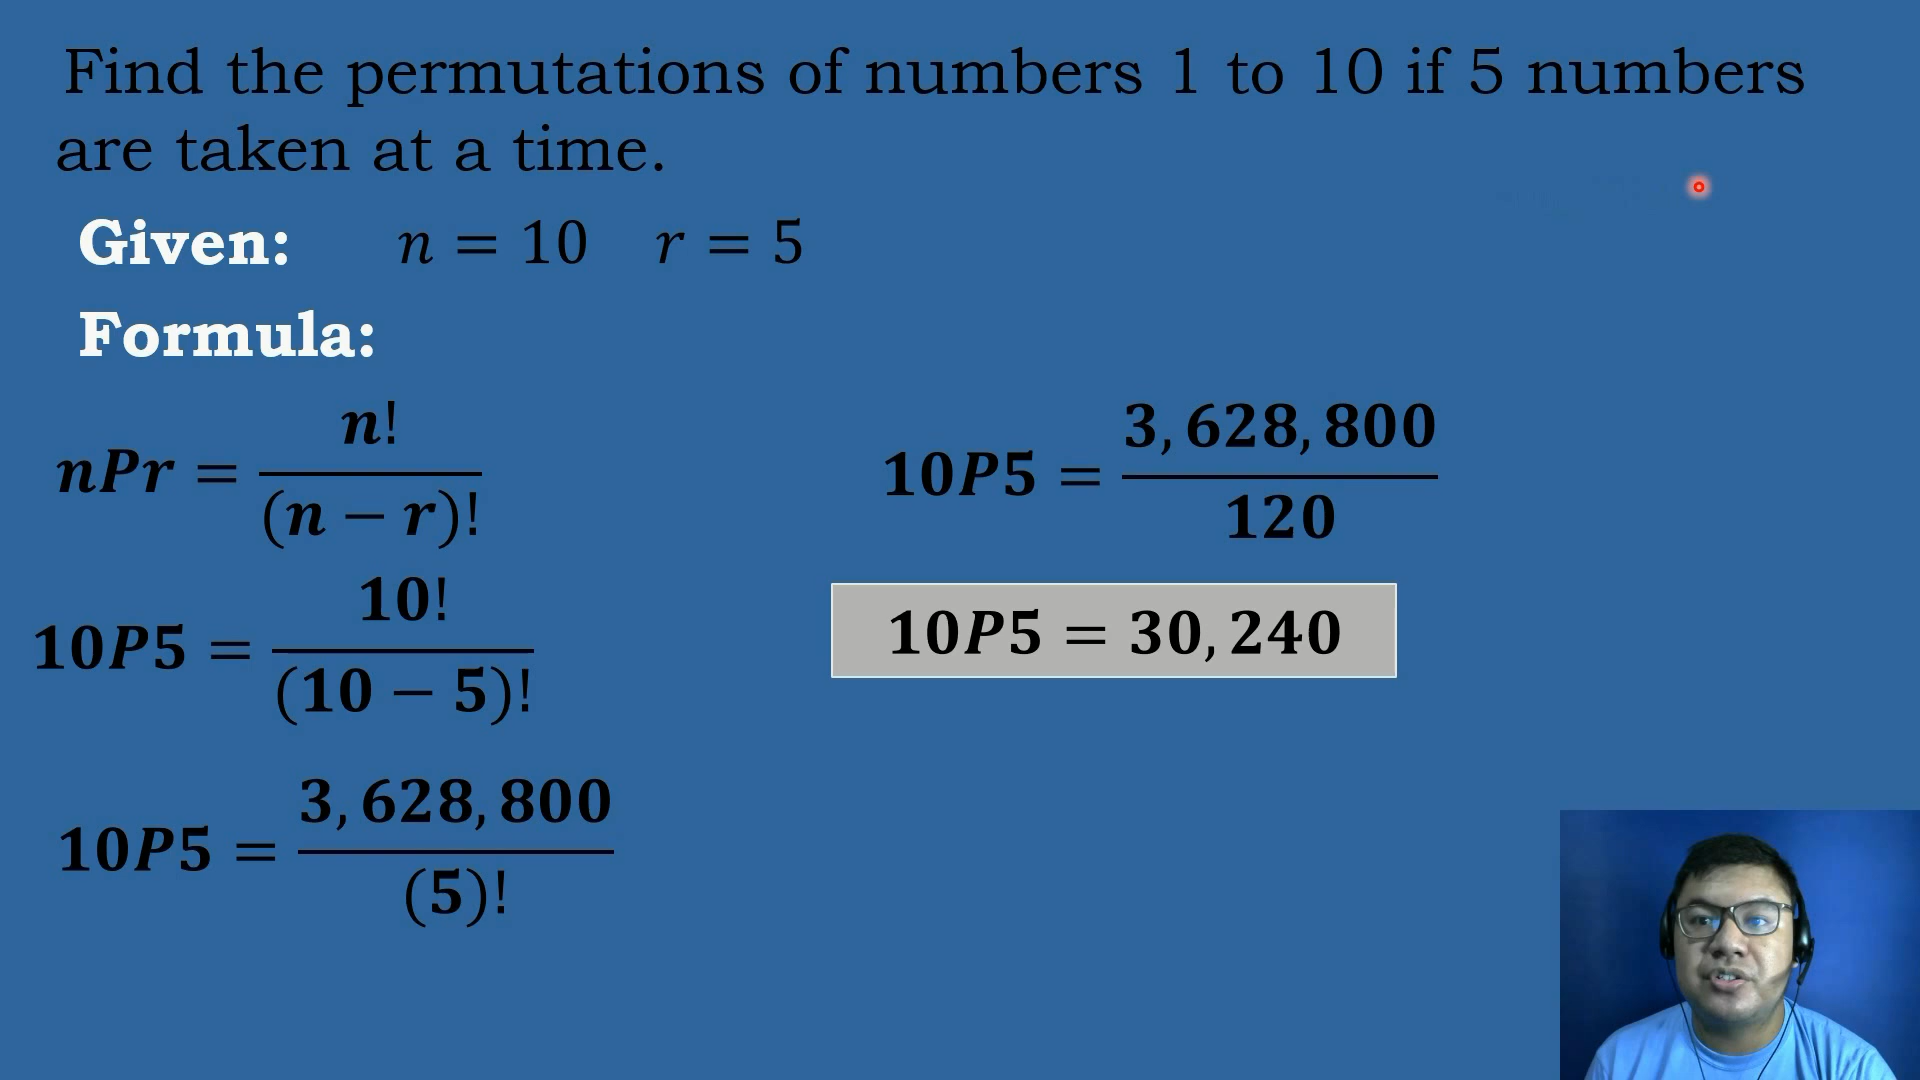 Find the permutations of numbers 1 to 10 if 5 numbers
are taken at a time.
Given: n = 10 r = 5
Formula:
nPr = n! / (n − r)!
10P5 = 10! / (10 − 5)!
10P5 = 3,628,800 / (5)!
10P5 = 3,628,800 / 120
10P5 = 30,240